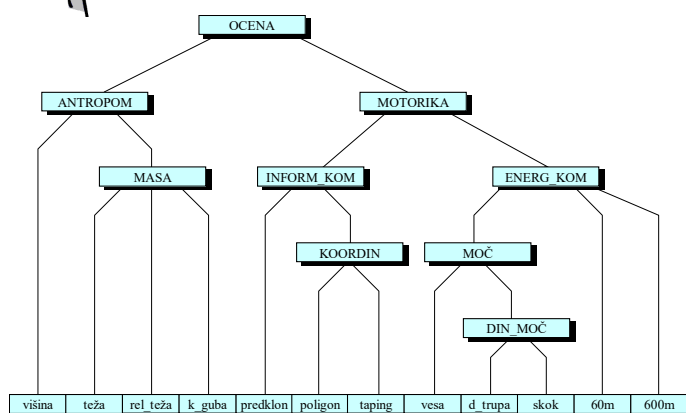 OCENA
ANTROPOM MOTORIKA
MASA INFORM_KOM ENERG_KOM
KOORDIN MOČ
DIN_MOČ
višina teža rel_teža k_guba predklon poligon taping vesa d_trupa skok 60m 600m